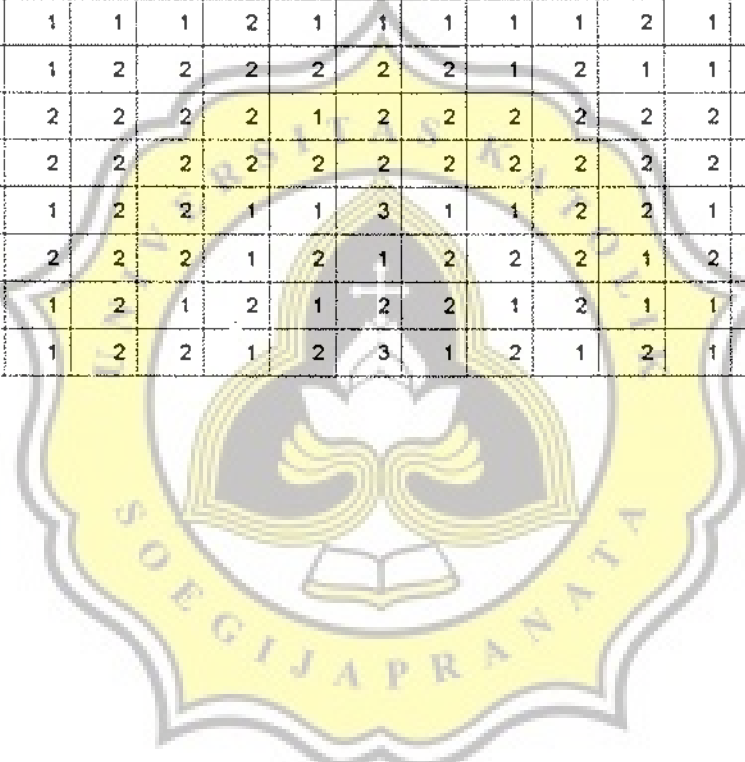 1 1 1 2 1 1 1 1 1 2 1
1 2 2 2 2 2 2 1 2 1 1
2 2 2 2 1 2 2 2 2 2 2
2 2 2 2 2 2 2 2 2 2 2
1 2 2 1 1 3 1 1 2 2 1
2 2 2 1 2 1 2 2 2 1 2
1 2 1 2 1 2 2 1 2 1 1
1 2 2 1 2 3 1 2 1 2 1
UNIVERSITAS KATOLIK
SOEGIJAPRANATA